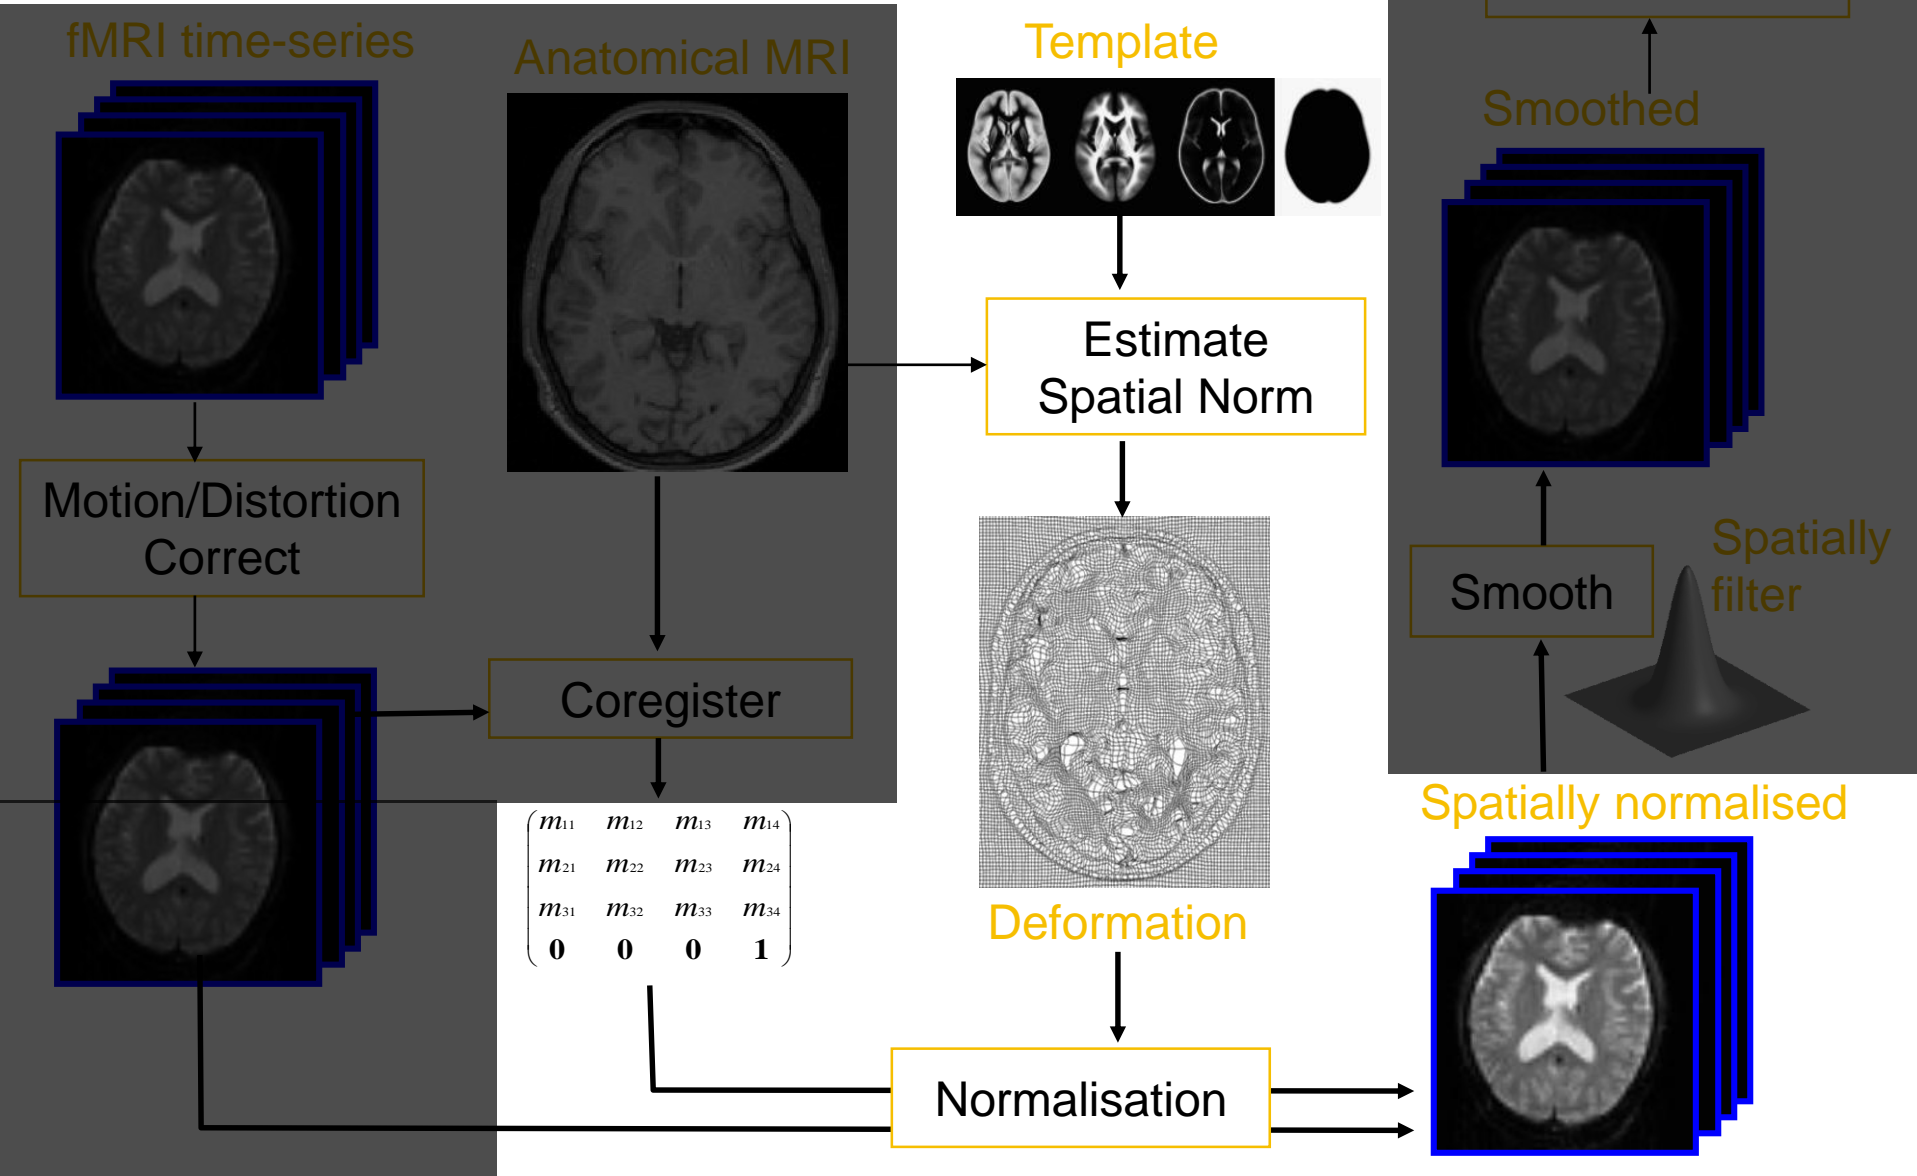 fMRI time-series
Anatomical MRI
Template
Smoothed
Estimate
Spatial Norm
Motion/Distortion
Correct
Spatially
filter
Smooth
Coregister
Spatially normalised
m11 m12 m13 m14
m21 m22 m23 m24
m31 m32 m33 m34
0 0 0 1
Deformation
Normalisation